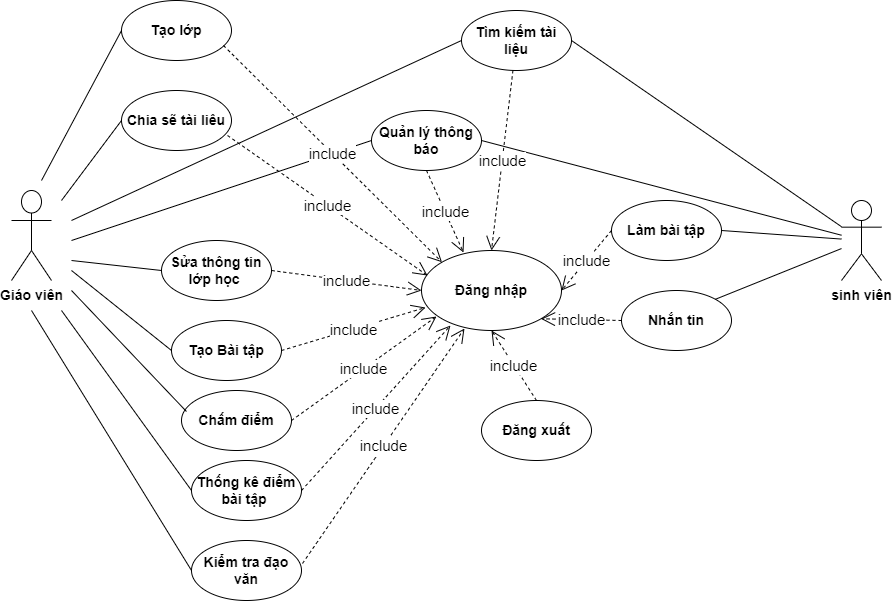 Tạo lớp
Tìm kiếm tài
liệu
Chia sẽ tài liệu
Quản lý thông
báo
include
include
include
include
Làm bài tập
Sửa thông tin
lớp học
include
include
Đăng nhập
Giáo viên
sinh viên
Nhắn tin
include
include
Tạo Bài tập
include
include
Chấm điểm
include
Đăng xuất
include
Thống kê điểm
bài tập
Kiểm tra đạo
văn